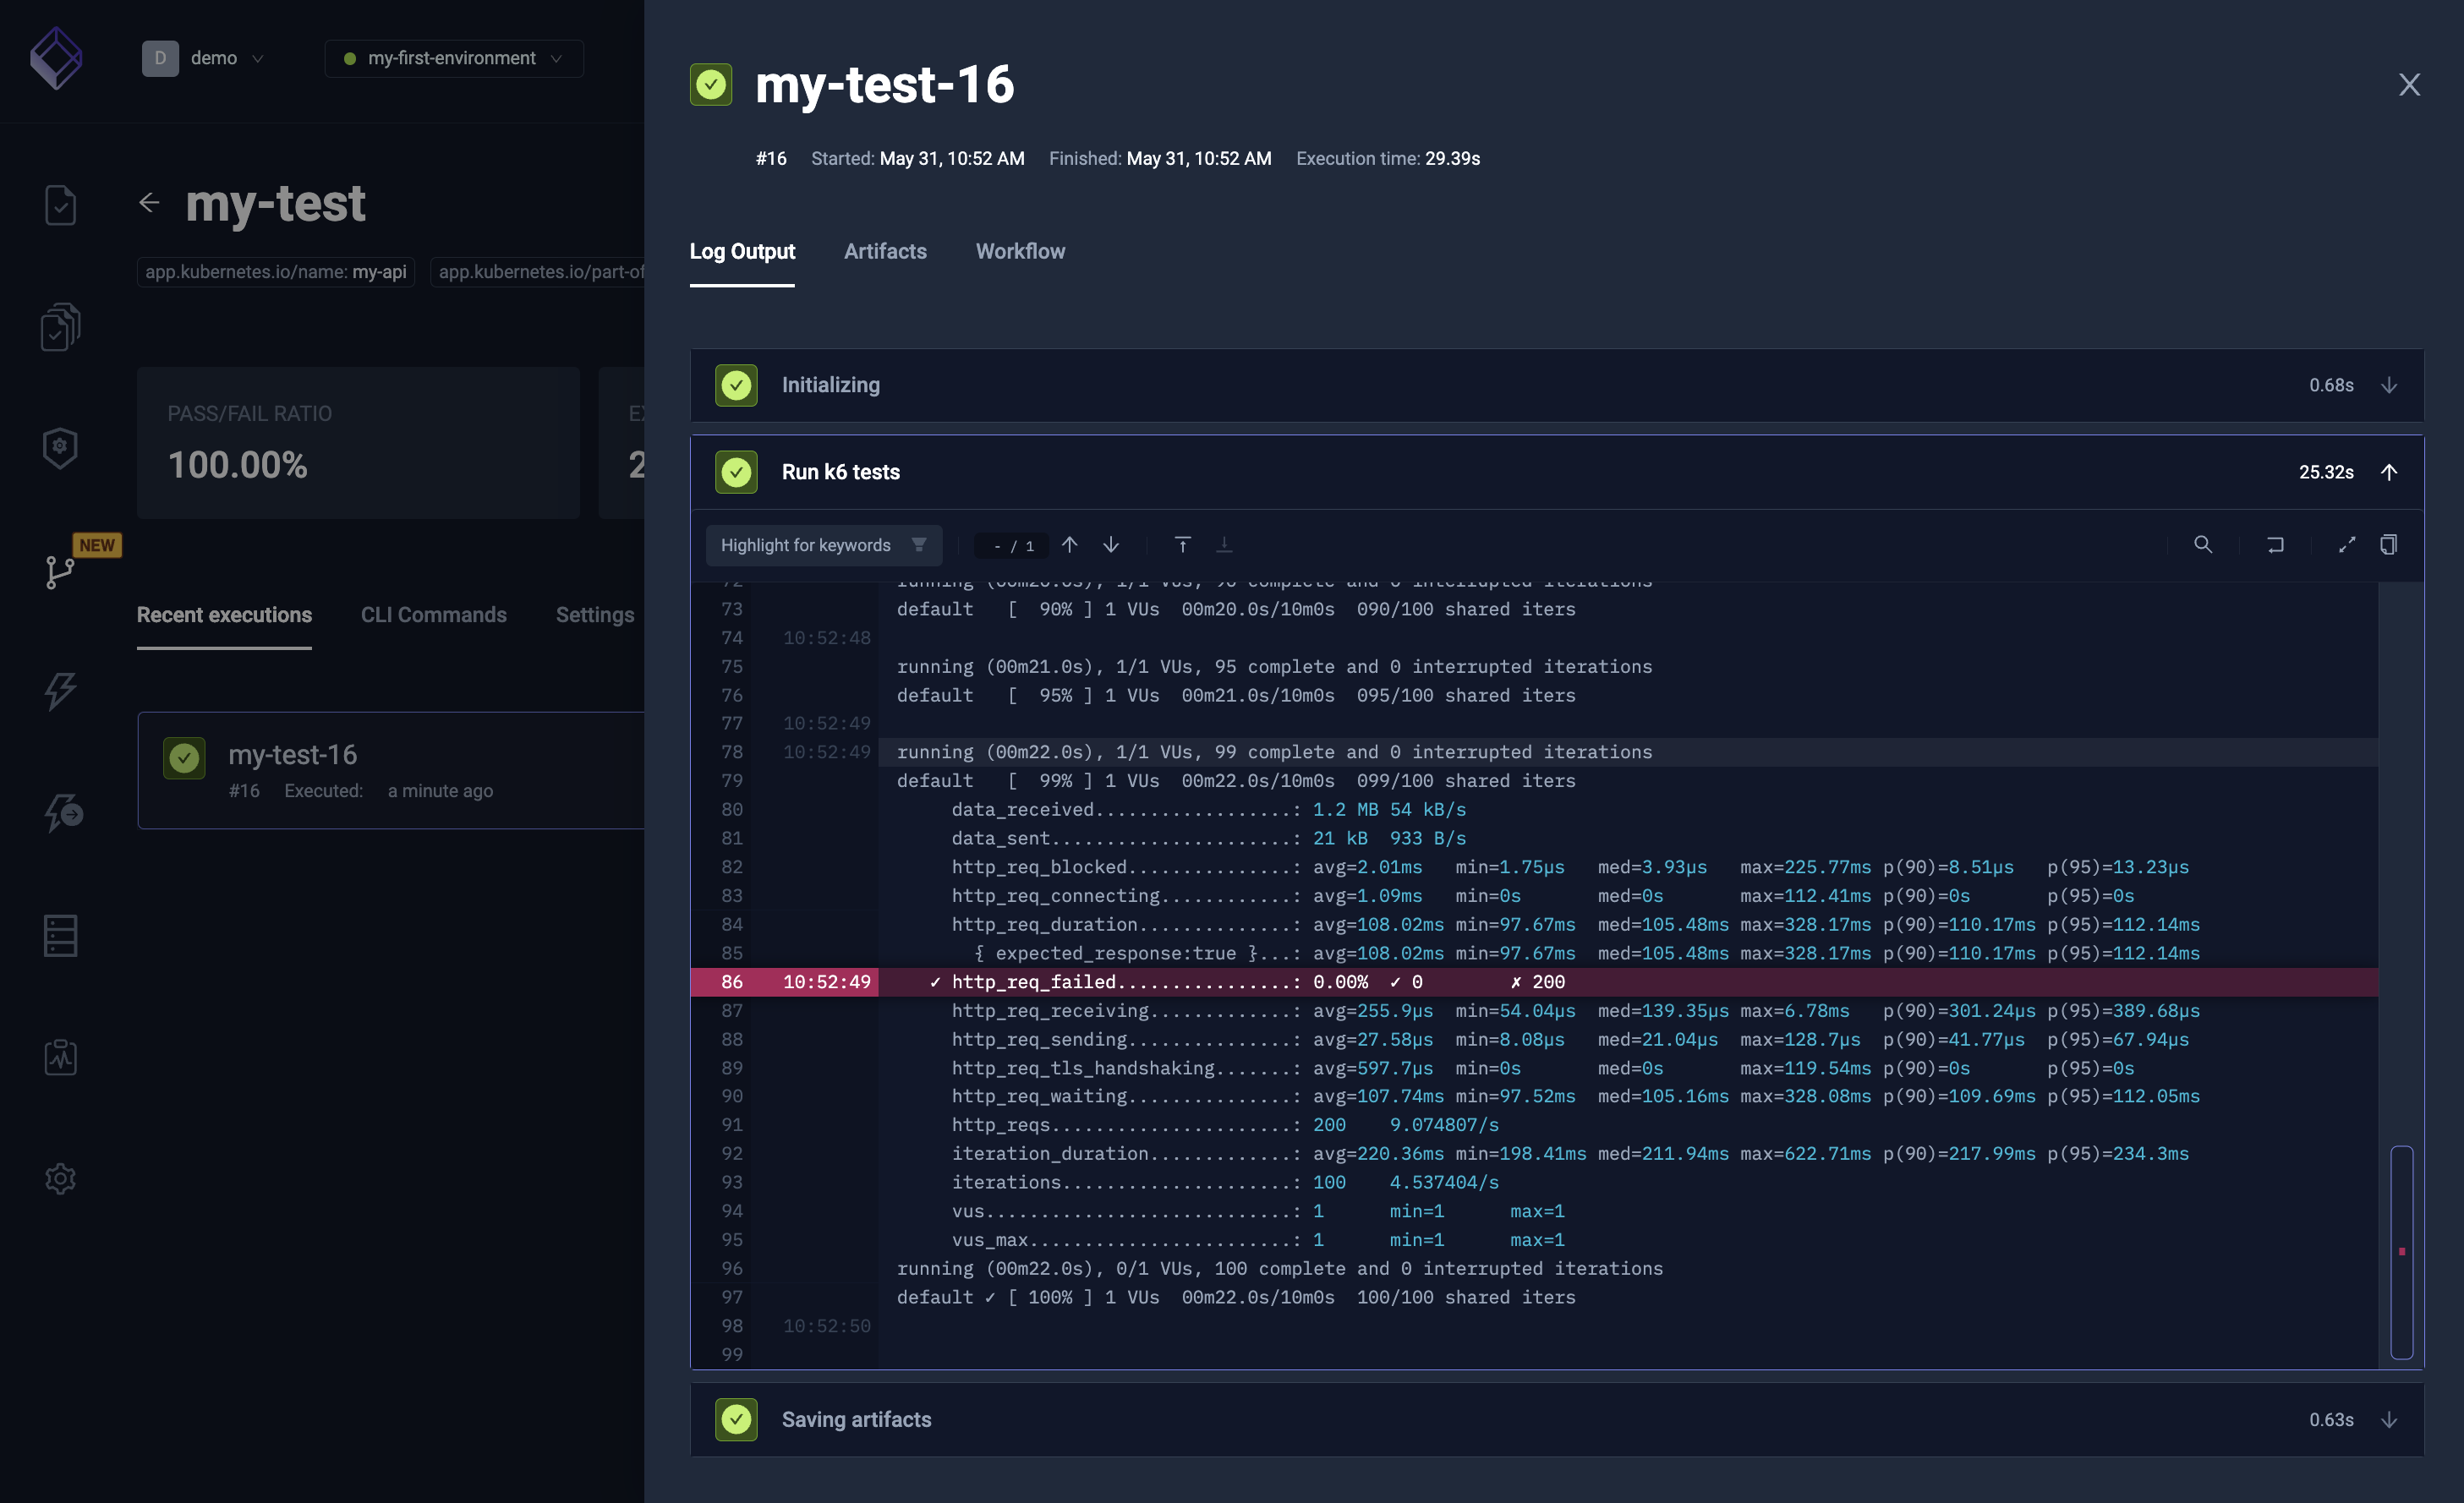 D demo
my-first-environment
my-test
app.kubernetes.io/name: my-api
app.kubernetes.io/part-of
PASS/FAIL RATIO
100.00%
NEW
Recent executions
CLI Commands
Settings
my-test-16
#16 Executed: a minute ago
my-test-16
#16 Started: May 31, 10:52 AM Finished: May 31, 10:52 AM Execution time: 29.39s
Log Output
Artifacts
Workflow
Initializing 0.68s
Run k6 tests 25.32s
Highlight for keywords - / 1
73 default   [  90% ] 1 VUs  00m20.0s/10m0s  090/100 shared iters
74 10:52:48
75 running (00m21.0s), 1/1 VUs, 95 complete and 0 interrupted iterations
76 default   [  95% ] 1 VUs  00m21.0s/10m0s  095/100 shared iters
77 10:52:49
78 10:52:49 running (00m22.0s), 1/1 VUs, 99 complete and 0 interrupted iterations
79 default   [  99% ] 1 VUs  00m22.0s/10m0s  099/100 shared iters
80 data_received..................: 1.2 MB 54 kB/s
81 data_sent......................: 21 kB  933 B/s
82 http_req_blocked...............: avg=2.01ms   min=1.75µs   med=3.93µs   max=225.77ms p(90)=8.51µs   p(95)=13.23µs
83 http_req_connecting............: avg=1.09ms   min=0s       med=0s       max=112.41ms p(90)=0s       p(95)=0s
84 http_req_duration..............: avg=108.02ms min=97.67ms  med=105.48ms max=328.17ms p(90)=110.17ms p(95)=112.14ms
85 { expected_response:true }...: avg=108.02ms min=97.67ms  med=105.48ms max=328.17ms p(90)=110.17ms p(95)=112.14ms
86 10:52:49 ✓ http_req_failed................: 0.00%  ✓ 0        ✗ 200
87 http_req_receiving.............: avg=255.9µs  min=54.04µs  med=139.35µs max=6.78ms   p(90)=301.24µs p(95)=389.68µs
88 http_req_sending...............: avg=27.58µs  min=8.08µs   med=21.04µs  max=128.7µs  p(90)=41.77µs  p(95)=67.94µs
89 http_req_tls_handshaking.......: avg=597.7µs  min=0s       med=0s       max=119.54ms p(90)=0s       p(95)=0s
90 http_req_waiting...............: avg=107.74ms min=97.52ms  med=105.16ms max=328.08ms p(90)=109.69ms p(95)=112.05ms
91 http_reqs......................: 200    9.074807/s
92 iteration_duration.............: avg=220.36ms min=198.41ms med=211.94ms max=622.71ms p(90)=217.99ms p(95)=234.3ms
93 iterations.....................: 100    4.537404/s
94 vus............................: 1      min=1      max=1
95 vus_max........................: 1      min=1      max=1
96 running (00m22.0s), 0/1 VUs, 100 complete and 0 interrupted iterations
97 default ✓ [ 100% ] 1 VUs  00m22.0s/10m0s  100/100 shared iters
98 10:52:50
99
Saving artifacts 0.63s